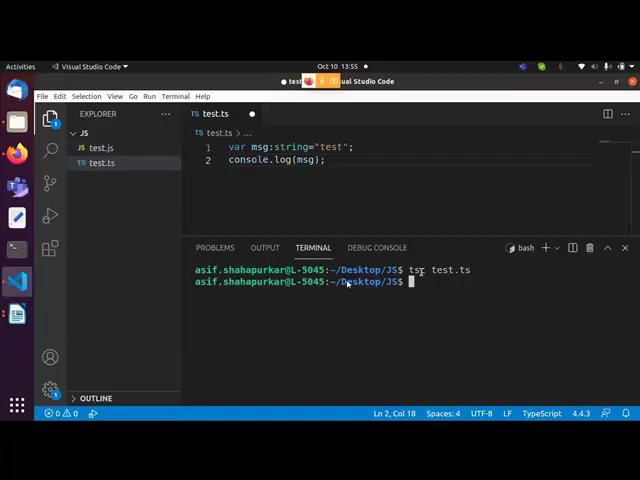 Activities
Visual Studio Code
Oct 10 13:55
Visual Studio Code
File Edit Selection View Go Run Terminal Help
EXPLORER
TS test.ts
JS
TS test.ts > ...
JS test.js
TS test.ts
1 var msg:string="test";
2 console.log(msg);
PROBLEMS OUTPUT TERMINAL DEBUG CONSOLE
bash
asif.shahapurkar@L-5045:~/Desktop/JS$ tsc test.ts
asif.shahapurkar@L-5045:~/Desktop/JS$
OUTLINE
0 0
Ln 2, Col 18 Spaces: 4 UTF-8 LF TypeScript 4.4.3